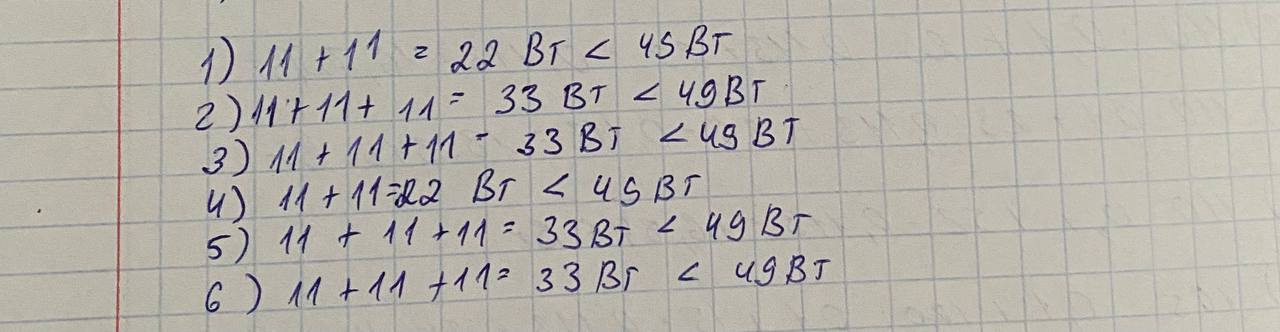 1) 11 + 11 = 22 Вт < 45 Вт
2) 11 + 11 + 11 = 33 Вт < 49 Вт
3) 11 + 11 + 11 = 33 Вт < 49 Вт
4) 11 + 11 = 22 Вт < 45 Вт
5) 11 + 11 + 11 = 33 Вт < 49 Вт
6) 11 + 11 + 11 = 33 Вт < 49 Вт